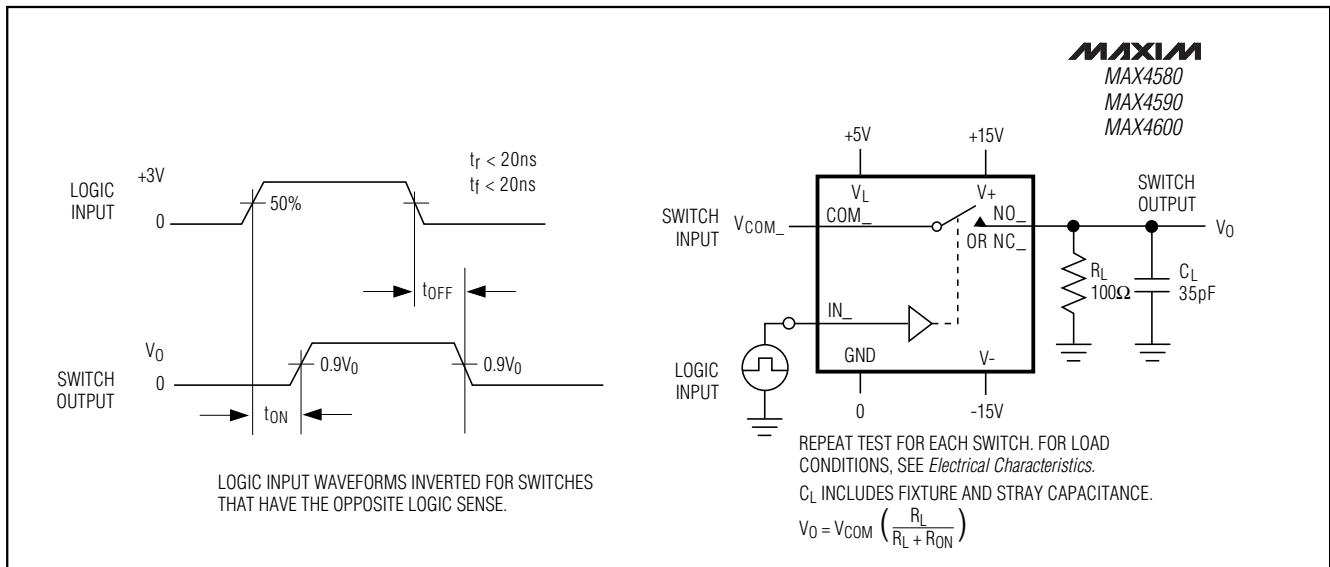 MAXIM
MAX4580
MAX4590
MAX4600
LOGIC
INPUT
+3V
0
50%
tr < 20ns
tf < 20ns
tOFF
VO
0
SWITCH
OUTPUT
0.9V0
0.9V0
tON
LOGIC INPUT WAVEFORMS INVERTED FOR SWITCHES
THAT HAVE THE OPPOSITE LOGIC SENSE.
+5V
+15V
VL
V+
SWITCH
INPUT
VCOM_
COM_
NO_
OR NC_
SWITCH
OUTPUT
VO
RL
100Ω
CL
35pF
IN_
LOGIC
INPUT
GND
V-
0
-15V
REPEAT TEST FOR EACH SWITCH. FOR LOAD
CONDITIONS, SEE Electrical Characteristics.
CL INCLUDES FIXTURE AND STRAY CAPACITANCE.
VO = VCOM ( RL / RL + RON )